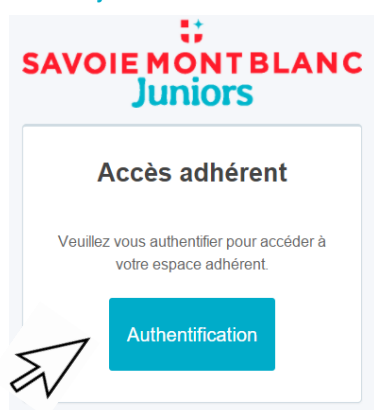 SAVOIE MONT BLANC
Juniors
Accès adhérent
Veuillez vous authentifier pour accéder à
votre espace adhérent.
Authentification